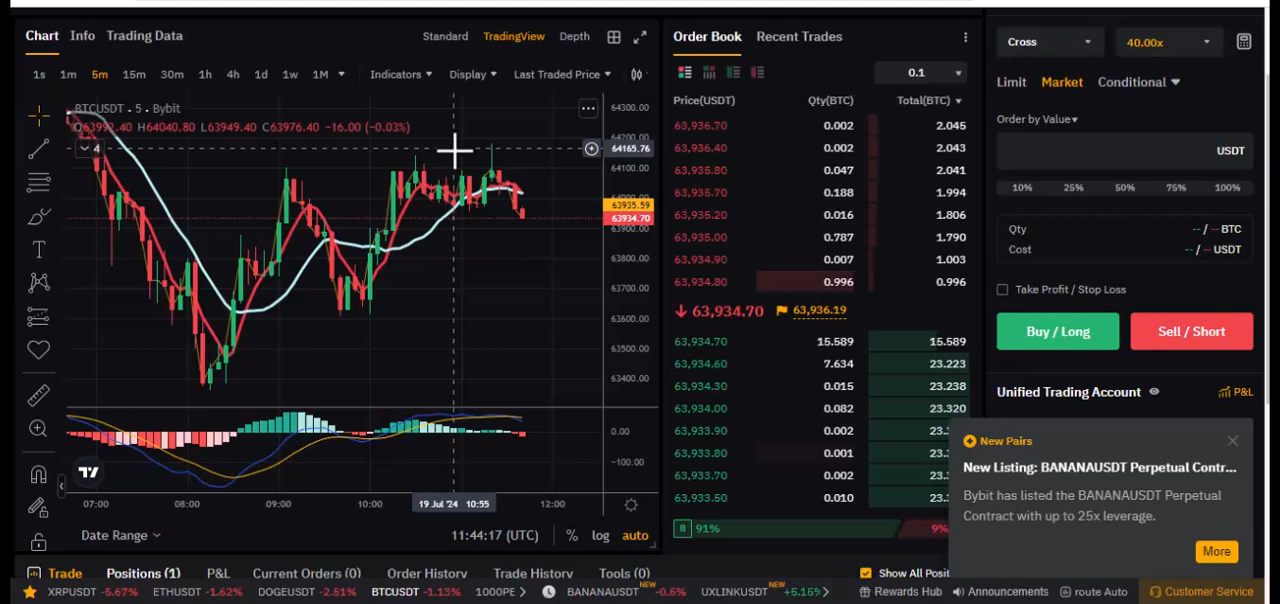 Chart Info Trading Data
Standard TradingView Depth
1s 1m 5m 15m 30m 1h 4h 1d 1w 1M Indicators Display Last Traded Price
BTCUSDT · 5 · Bybit
O63992.40 H64040.80 L63949.40 C63976.40 −16.00 (−0.03%)
4
64300.00
64200.00
64165.76
64100.00
64000.00
63935.59
63934.70
63900.00
63800.00
63700.00
63600.00
63500.00
63400.00
0.00
−100.00
07:00 08:00 09:00 10:00 19 Jul '24 10:55 12:00
Date Range 11:44:17 (UTC) % log auto
Order Book Recent Trades
0.1
Price(USDT) Qty(BTC) Total(BTC)
63,936.70 0.002 2.045
63,936.40 0.002 2.043
63,935.80 0.047 2.041
63,935.70 0.188 1.994
63,935.20 0.016 1.806
63,935.00 0.787 1.790
63,934.90 0.007 1.003
63,934.80 0.996 0.996
63,934.70 63,936.19
63,934.70 15.589 15.589
63,934.60 7.634 23.223
63,934.30 0.015 23.238
63,934.00 0.082 23.320
63,933.90 0.002
63,933.80 0.001
63,933.70 0.002
63,933.50 0.010
B 91% 9%
Cross 40.00x
Limit Market Conditional
Order by Value
USDT
10% 25% 50% 75% 100%
Qty -- / -- BTC
Cost -- / -- USDT
Take Profit / Stop Loss
Buy / Long Sell / Short
Unified Trading Account P&L
New Pairs
New Listing: BANANAUSDT Perpetual Contr...
Bybit has listed the BANANAUSDT Perpetual
Contract with up to 25x leverage.
More
Trade Positions (1) P&L Current Orders (0) Order History Trade History Tools (0) Show All Posit
XRPUSDT -5.67% ETHUSDT -1.62% DOGEUSDT -2.51% BTCUSDT -1.13% 1000PE BANANAUSDT NEW -0.5% UXLINKUSDT NEW +5.15% Rewards Hub Announcements route Auto Customer Service